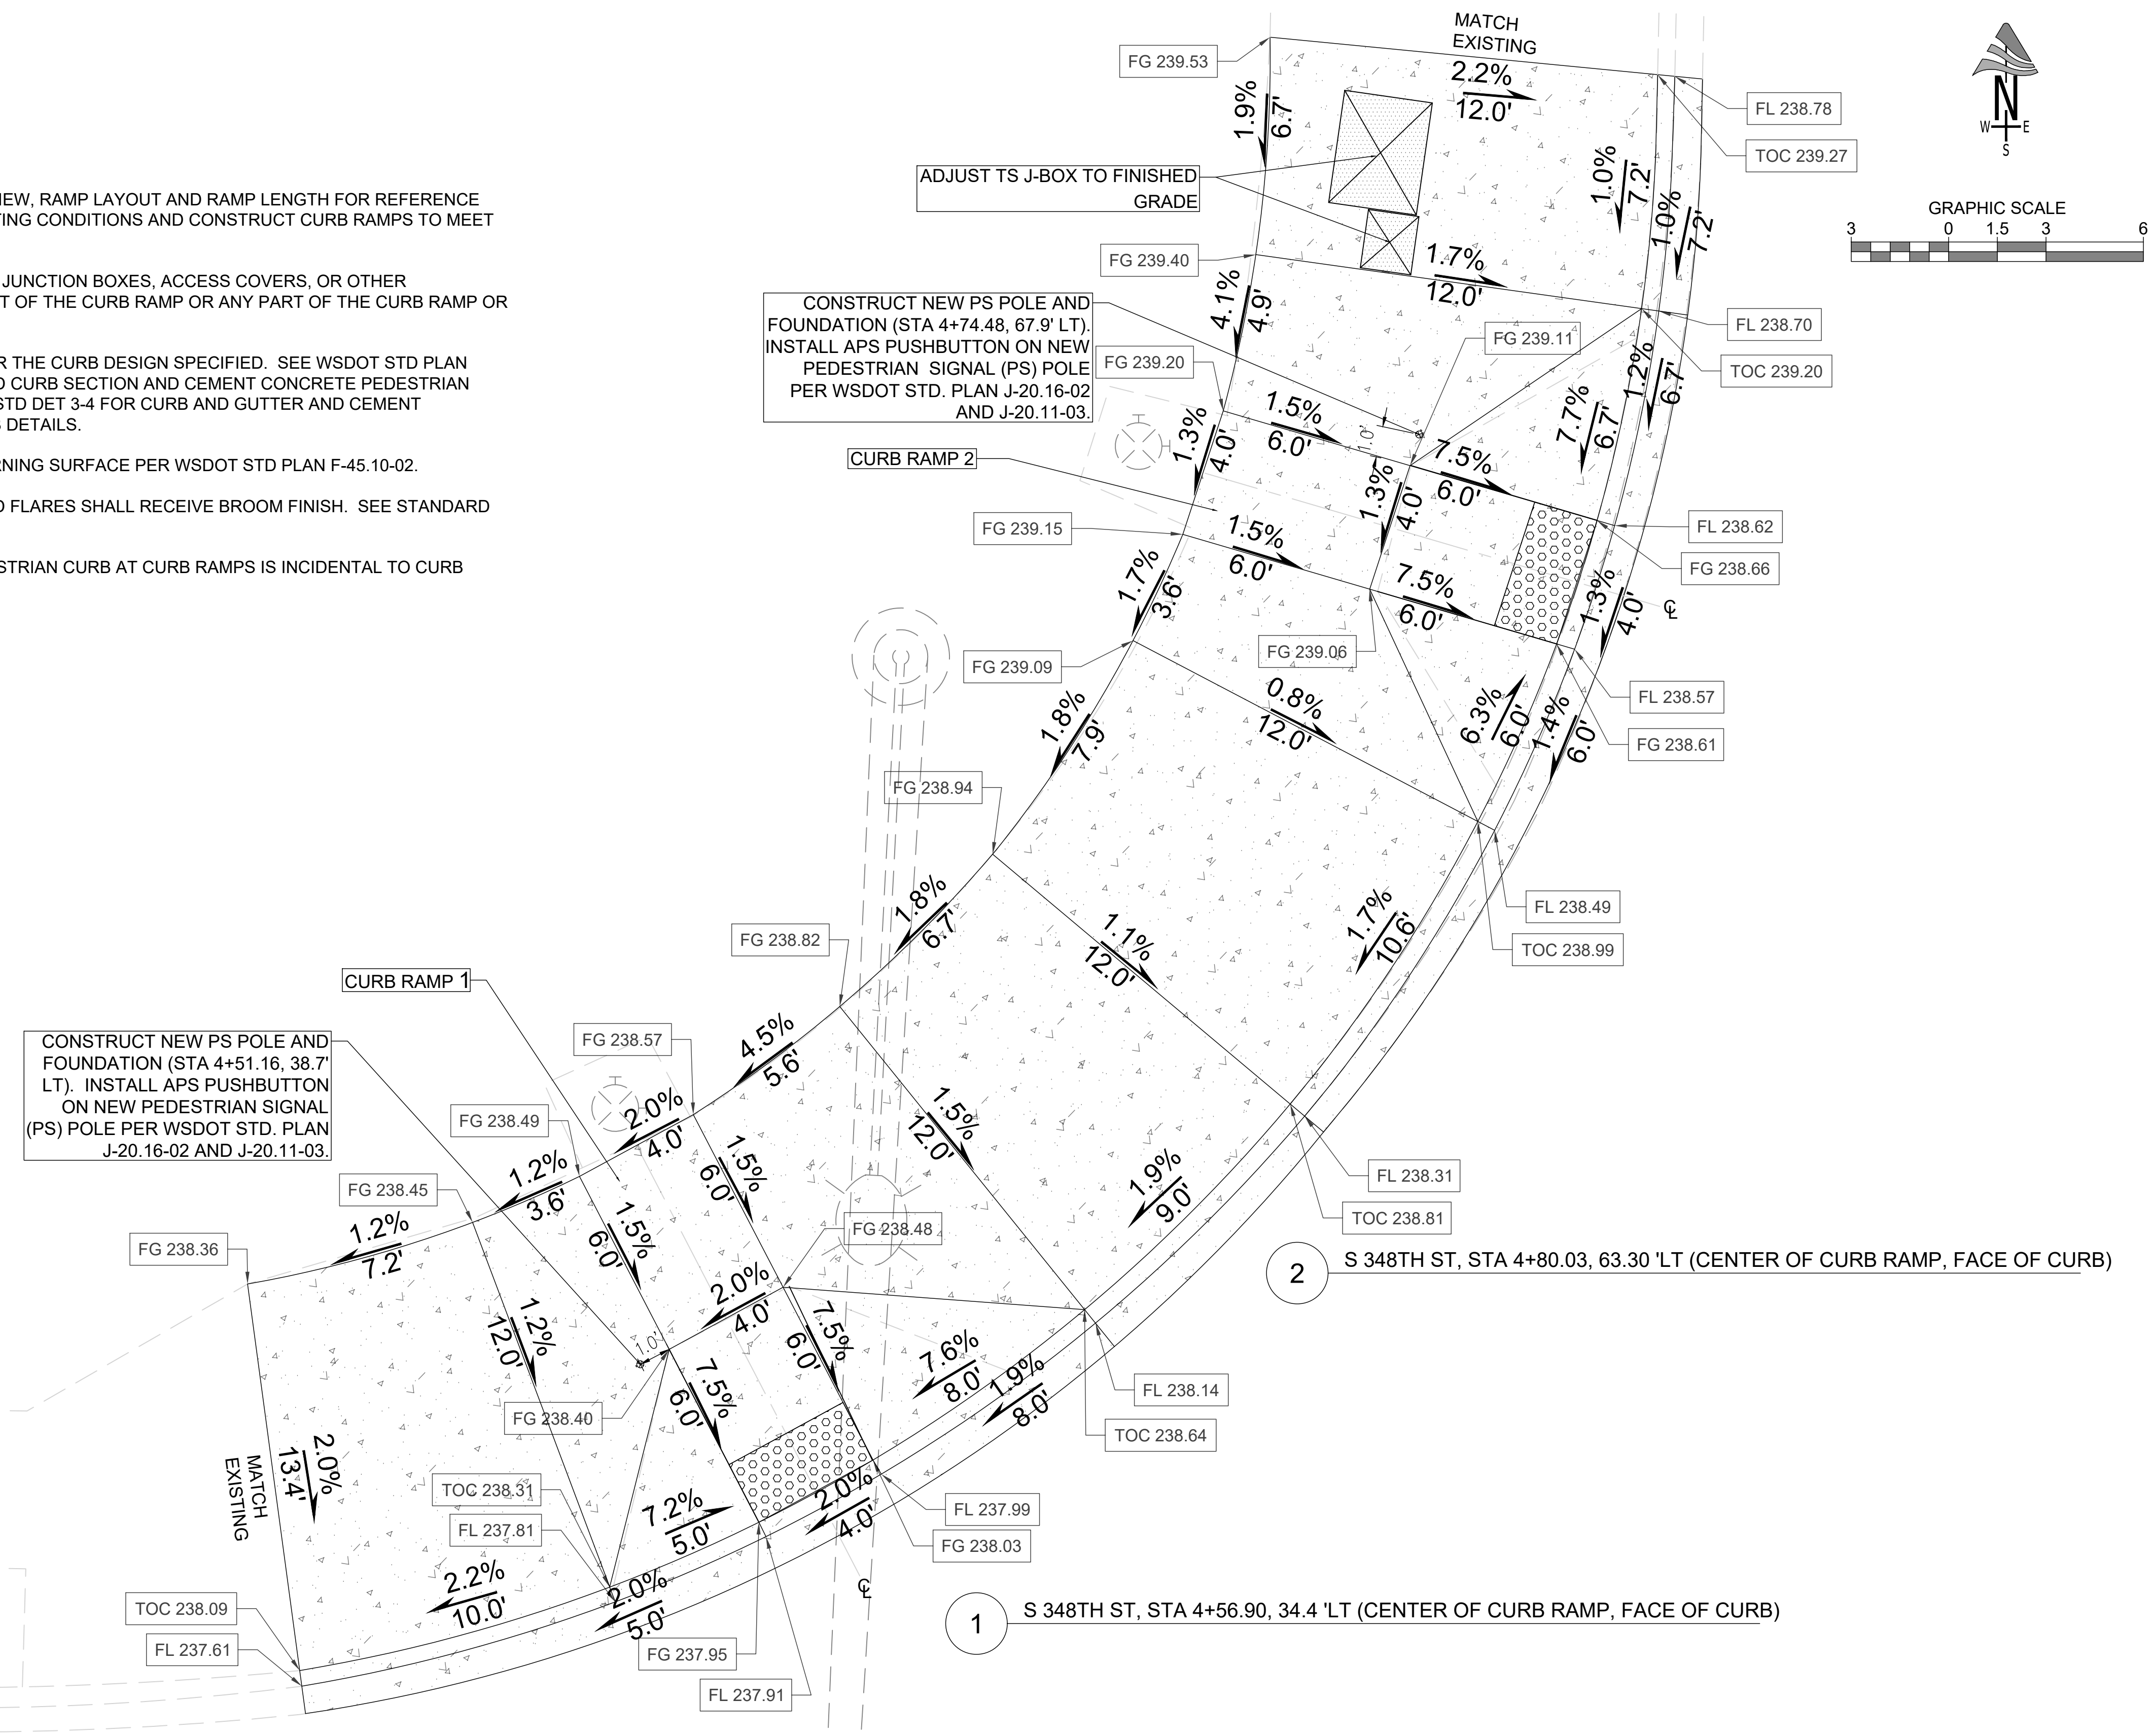 IEW, RAMP LAYOUT AND RAMP LENGTH FOR REFERENCE
TING CONDITIONS AND CONSTRUCT CURB RAMPS TO MEET
JUNCTION BOXES, ACCESS COVERS, OR OTHER
T OF THE CURB RAMP OR ANY PART OF THE CURB RAMP OR
R THE CURB DESIGN SPECIFIED. SEE WSDOT STD PLAN
D CURB SECTION AND CEMENT CONCRETE PEDESTRIAN
STD DET 3-4 FOR CURB AND GUTTER AND CEMENT
DETAILS.
RNING SURFACE PER WSDOT STD PLAN F-45.10-02.
D FLARES SHALL RECEIVE BROOM FINISH. SEE STANDARD
STRIAN CURB AT CURB RAMPS IS INCIDENTAL TO CURB
MATCH
EXISTING
FG 239.53
2.2%
12.0'
1.9%
6.7'
FL 238.78
TOC 239.27
N
W E
S
GRAPHIC SCALE
3 0 1.5 3 6
ADJUST TS J-BOX TO FINISHED
GRADE
1.0%
7.2'
1.0%
7.2'
FG 239.40
1.7%
12.0'
4.1%
4.9'
CONSTRUCT NEW PS POLE AND
FOUNDATION (STA 4+74.48, 67.9' LT).
INSTALL APS PUSHBUTTON ON NEW
PEDESTRIAN SIGNAL (PS) POLE
PER WSDOT STD. PLAN J-20.16-02
AND J-20.11-03.
FG 239.11
FL 238.70
FG 239.20
TOC 239.20
1.2%
6.7'
7.7%
6.7'
1.5%
6.0'
1.0'
1.3%
4.0'
CURB RAMP 2
7.5%
6.0'
1.3%
4.0'
FG 239.15
1.5%
6.0'
FL 238.62
FG 238.66
7.5%
6.0'
1.7%
3.6'
1.3%
4.0'
CL
FG 239.09
FG 239.06
0.8%
12.0'
FL 238.57
FG 238.61
6.3%
6.0'
1.4%
6.0'
1.8%
7.9'
FG 238.94
1.8%
6.7'
FL 238.49
TOC 238.99
1.7%
10.6'
FG 238.82
1.1%
12.0'
CURB RAMP 1
CONSTRUCT NEW PS POLE AND
FOUNDATION (STA 4+51.16, 38.7'
LT). INSTALL APS PUSHBUTTON
ON NEW PEDESTRIAN SIGNAL
(PS) POLE PER WSDOT STD. PLAN
J-20.16-02 AND J-20.11-03.
FG 238.57
4.5%
5.6'
FG 238.49
2.0%
4.0'
1.5%
12.0'
1.5%
6.0'
FG 238.45
1.2%
3.6'
FL 238.31
TOC 238.81
1.9%
9.0'
FG 238.36
1.2%
7.2'
1.5%
6.0'
FG 238.48
2 S 348TH ST, STA 4+80.03, 63.30 'LT (CENTER OF CURB RAMP, FACE OF CURB)
2.0%
4.0'
1.2%
12.0'
1.0'
7.5%
6.0'
7.6%
8.0'
1.9%
8.0'
FL 238.14
TOC 238.64
7.5%
6.0'
FG 238.40
MATCH
EXISTING
2.0%
13.4'
TOC 238.31
FL 237.81
7.2%
5.0'
2.0%
4.0'
FL 237.99
FG 238.03
CL
2.2%
10.0'
2.0%
5.0'
TOC 238.09
FL 237.61
FG 237.95
FL 237.91
1 S 348TH ST, STA 4+56.90, 34.4 'LT (CENTER OF CURB RAMP, FACE OF CURB)